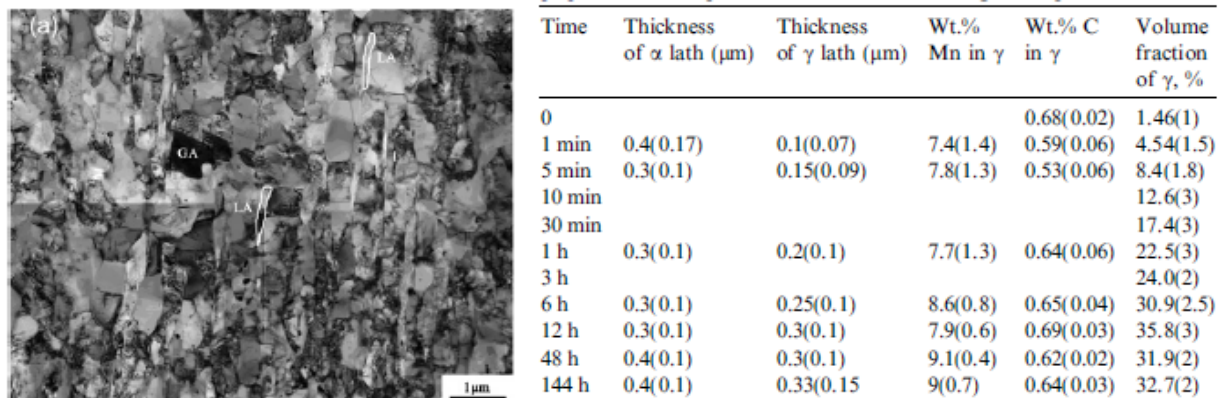 (a)
LA
GA
LA
1μm
Time Thickness of α lath (μm) Thickness of γ lath (μm) Wt.% Mn in γ Wt.% C in γ Volume fraction of γ, %
0 0.68(0.02) 1.46(1)
1 min 0.4(0.17) 0.1(0.07) 7.4(1.4) 0.59(0.06) 4.54(1.5)
5 min 0.3(0.1) 0.15(0.09) 7.8(1.3) 0.53(0.06) 8.4(1.8)
10 min 12.6(3)
30 min 17.4(3)
1 h 0.3(0.1) 0.2(0.1) 7.7(1.3) 0.64(0.06) 22.5(3)
3 h 24.0(2)
6 h 0.3(0.1) 0.25(0.1) 8.6(0.8) 0.65(0.04) 30.9(2.5)
12 h 0.3(0.1) 0.3(0.1) 7.9(0.6) 0.69(0.03) 35.8(3)
48 h 0.4(0.1) 0.3(0.1) 9.1(0.4) 0.62(0.02) 31.9(2)
144 h 0.4(0.1) 0.33(0.15 9(0.7) 0.64(0.03) 32.7(2)